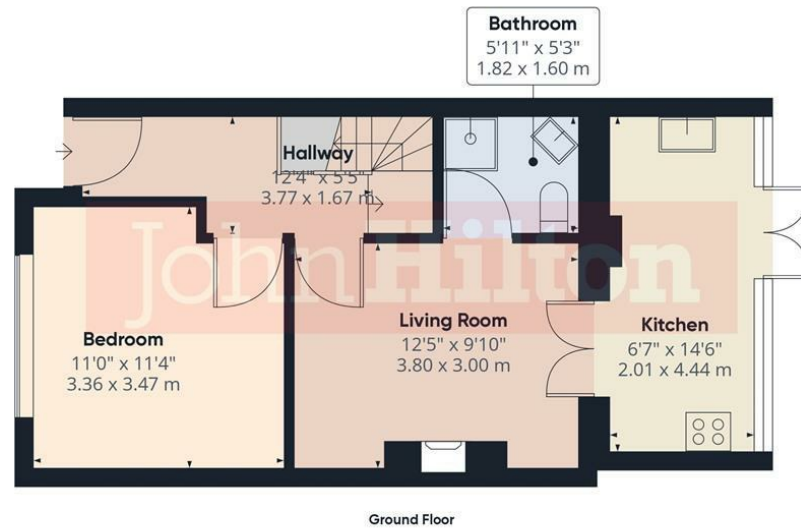 Bathroom
5'11" x 5'3"
1.82 x 1.60 m
Hallway
12'4" x 5'5"
3.77 x 1.67 m
John Hilton
Bedroom
11'0" x 11'4"
3.36 x 3.47 m
Living Room
12'5" x 9'10"
3.80 x 3.00 m
Kitchen
6'7" x 14'6"
2.01 x 4.44 m
Ground Floor